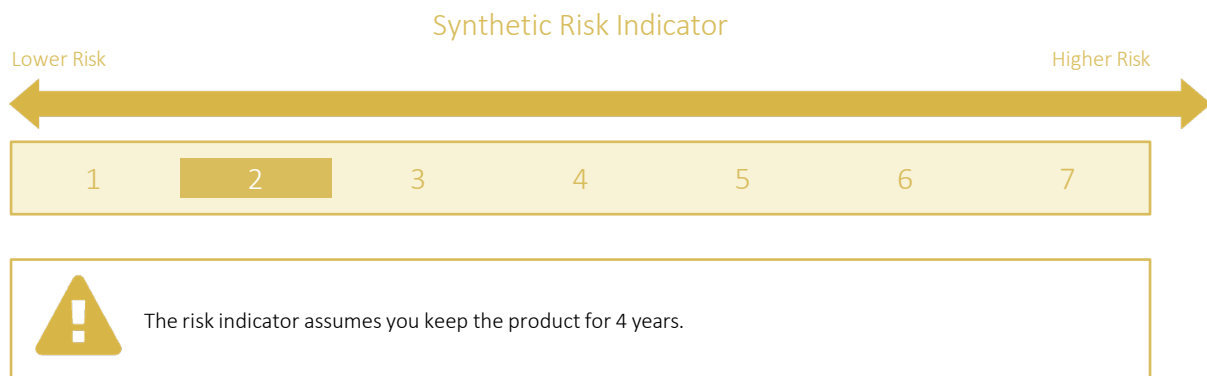 Synthetic Risk Indicator
Lower Risk Higher Risk
1 2 3 4 5 6 7
The risk indicator assumes you keep the product for 4 years.